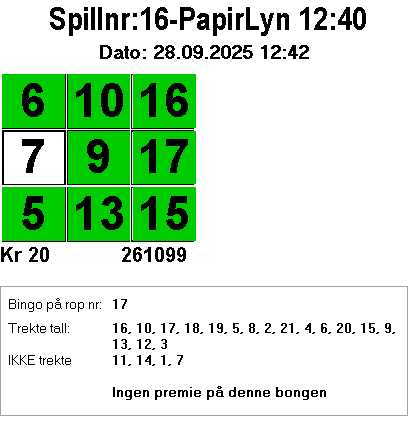 Spillnr:16-PapirLyn 12:40
Dato: 28.09.2025 12:42
6 10 16
7 9 17
5 13 15
Kr 20 261099
Bingo på rop nr: 17
Trekte tall: 16, 10, 17, 18, 19, 5, 8, 2, 21, 4, 6, 20, 15, 9,
13, 12, 3
IKKE trekte 11, 14, 1, 7
Ingen premie på denne bongen